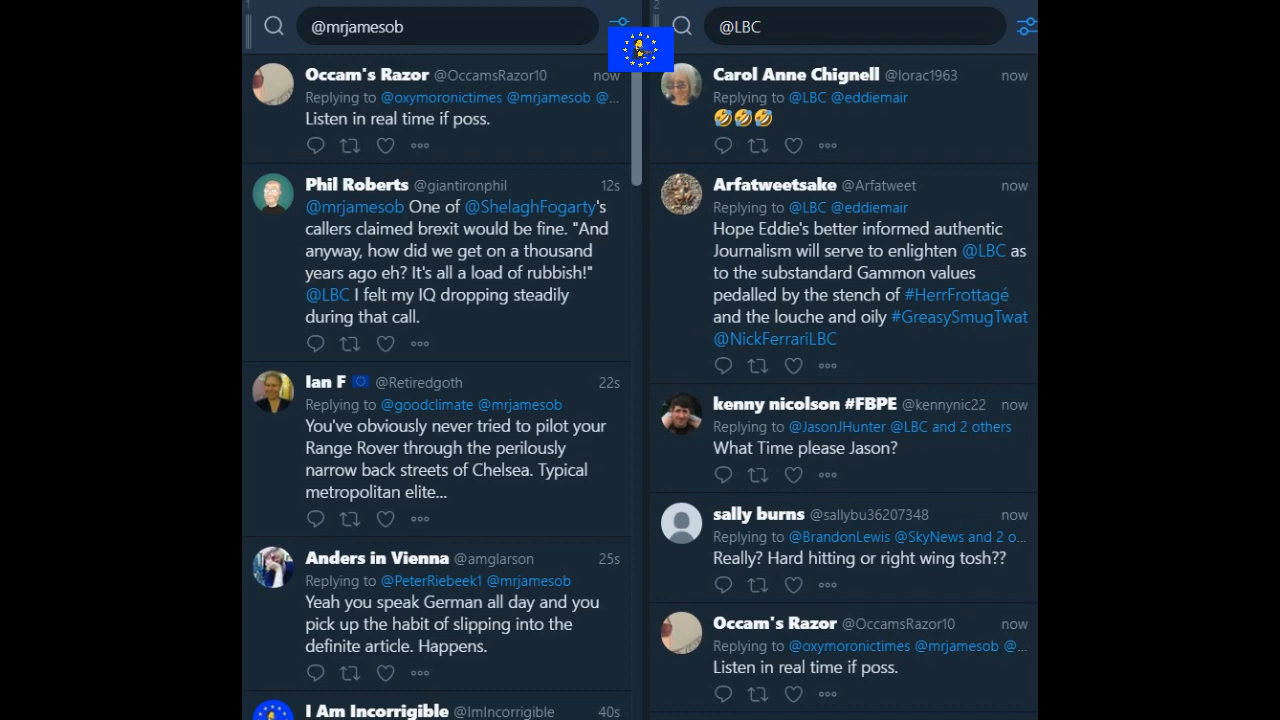 1
@mrjamesob
Occam's Razor @OccamsRazor10 now
Replying to @oxymoronictimes @mrjamesob @...
Listen in real time if poss.
Phil Roberts @giantironphil 12s
@mrjamesob One of @ShelaghFogarty's
callers claimed brexit would be fine. "And
anyway, how did we get on a thousand
years ago eh? It's all a load of rubbish!"
@LBC I felt my IQ dropping steadily
during that call.
Ian F @Retiredgoth 22s
Replying to @goodclimate @mrjamesob
You've obviously never tried to pilot your
Range Rover through the perilously
narrow back streets of Chelsea. Typical
metropolitan elite...
Anders in Vienna @amglarson 25s
Replying to @PeterRiebeek1 @mrjamesob
Yeah you speak German all day and you
pick up the habit of slipping into the
definite article. Happens.
I Am Incorrigible @ImIncorrigible 40s
2
@LBC
Carol Anne Chignell @lorac1963 now
Replying to @LBC @eddiemair
🤣🤣🤣
Arfatweetsake @Arfatweet now
Replying to @LBC @eddiemair
Hope Eddie's better informed authentic
Journalism will serve to enlighten @LBC as
to the substandard Gammon values
pedalled by the stench of #HerrFrottagé
and the louche and oily #GreasySmugTwat
@NickFerrariLBC
kenny nicolson #FBPE @kennynic22 now
Replying to @JasonJHunter @LBC and 2 others
What Time please Jason?
sally burns @sallybu36207348 now
Replying to @BrandonLewis @SkyNews and 2 o...
Really? Hard hitting or right wing tosh??
Occam's Razor @OccamsRazor10 now
Replying to @oxymoronictimes @mrjamesob @...
Listen in real time if poss.